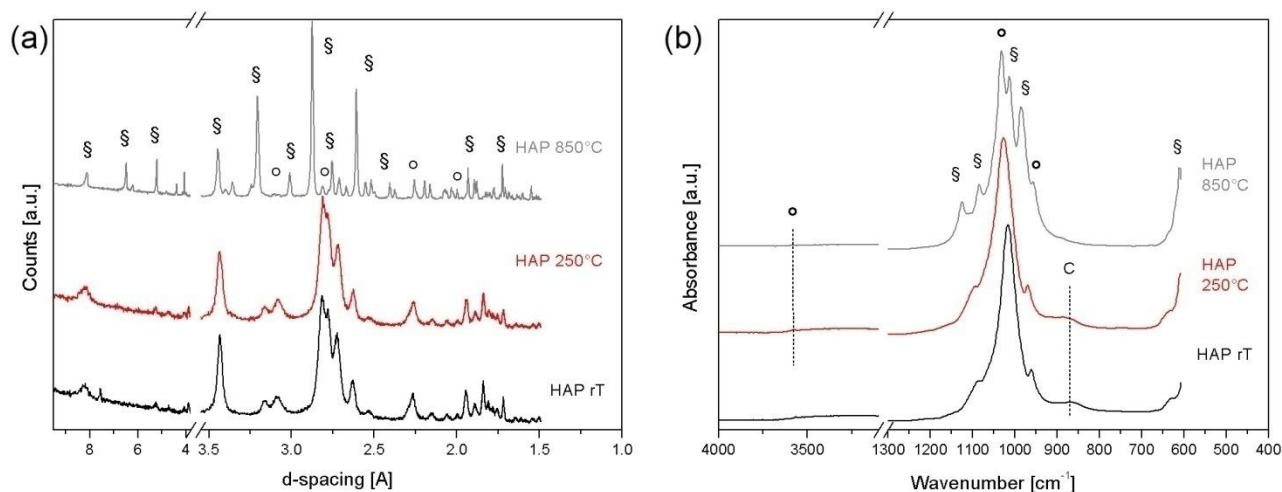 (a)
Counts [a.u.]
§ § § § § § § § § § § §
HAP 850°C
HAP 250°C
HAP rT
8 6 4 3.5 3.0 2.5 2.0 1.5 1.0
d-spacing [A]
(b)
Absorbance [a.u.]
§ § § § §
HAP
850°C
C
HAP
250°C
HAP rT
4000 3500 1300 1200 1100 1000 900 800 700 600 500 400
Wavenumber [cm⁻¹]